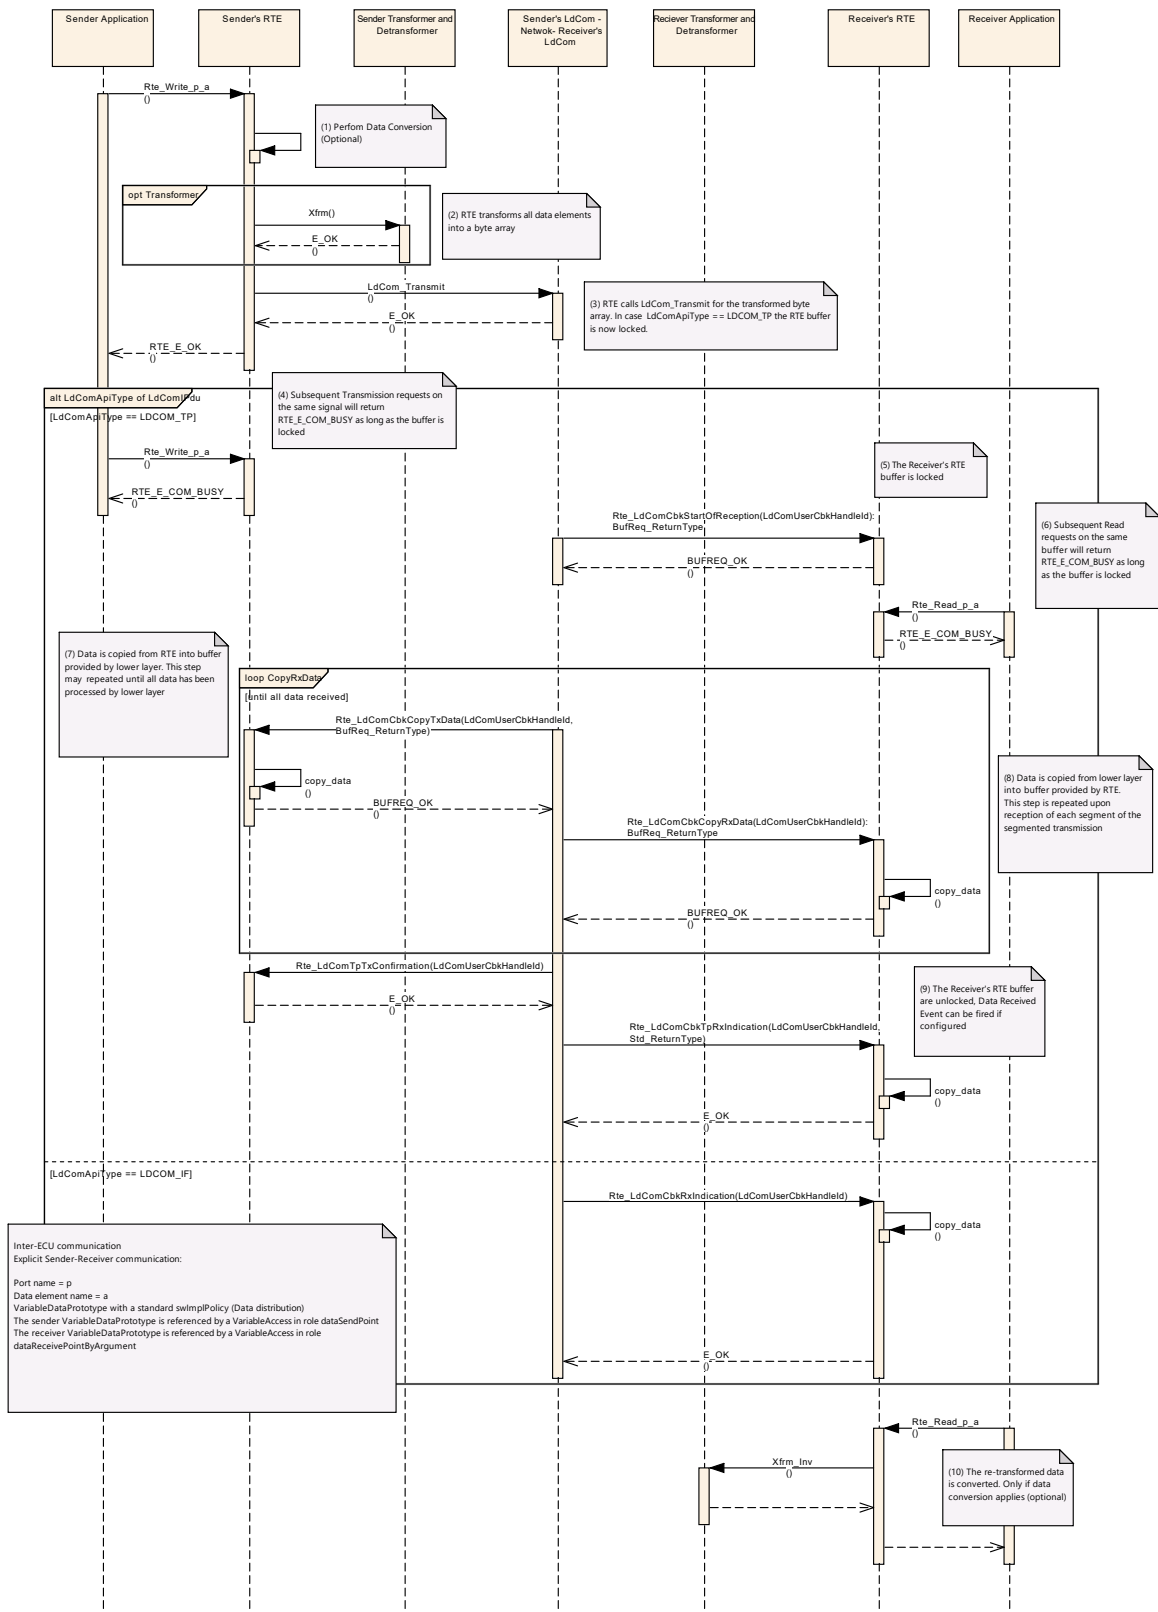 Sender Application
Sender's RTE
Sender Transformer and
Detransformer
Sender's LdCom -
Netwok- Receiver's
LdCom
Reciever Transformer and
Detransformer
Receiver's RTE
Receiver Application
Rte_Write_p_a
()
(1) Perfom Data Conversion
(Optional)
opt Transformer
Xfrm()
E_OK
()
(2) RTE transforms all data elements
into a byte array
LdCom_Transmit
()
E_OK
()
(3) RTE calls LdCom_Transmit for the transformed byte
array. In case LdComApiType == LDCOM_TP the RTE buffer
is now locked.
RTE_E_OK
()
alt LdComApiType of LdComIPdu
[LdComApiType == LDCOM_TP]
(4) Subsequent Transmission requests on
the same signal will return
RTE_E_COM_BUSY as long as the buffer is
locked
Rte_Write_p_a
()
RTE_E_COM_BUSY
()
(5) The Receiver's RTE
buffer is locked
Rte_LdComCbkStartOfReception(LdComUserCbkHandleId):
BufReq_ReturnType
BUFREQ_OK
()
(6) Subsequent Read
requests on the same
buffer will return
RTE_E_COM_BUSY as long
as the buffer is locked
Rte_Read_p_a
()
RTE_E_COM_BUSY
()
(7) Data is copied from RTE into buffer
provided by lower layer. This step
may repeated until all data has been
processed by lower layer
loop CopyRxData
[until all data received]
Rte_LdComCbkCopyTxData(LdComUserCbkHandleId,
BufReq_ReturnType)
copy_data
()
BUFREQ_OK
()
(8) Data is copied from lower layer
into buffer provided by RTE.
This step is repeated upon
reception of each segment of the
segmented transmission
Rte_LdComCbkCopyRxData(LdComUserCbkHandleId):
BufReq_ReturnType
copy_data
()
BUFREQ_OK
()
Rte_LdComTpTxConfirmation(LdComUserCbkHandleId)
E_OK
()
(9) The Receiver's RTE buffer
are unlocked, Data Received
Event can be fired if
configured
Rte_LdComCbkTpRxIndication(LdComUserCbkHandleId,
Std_ReturnType)
copy_data
()
E_OK
()
[LdComApiType == LDCOM_IF]
Rte_LdComCbkRxIndication(LdComUserCbkHandleId)
copy_data
()
Inter-ECU communication
Explicit Sender-Receiver communication:
Port name = p
Data element name = a
VariableDataPrototype with a standard swImplPolicy (Data distribution)
The sender VariableDataPrototype is referenced by a VariableAccess in role dataSendPoint
The receiver VariableDataPrototype is referenced by a VariableAccess in role
dataReceivePointByArgument
E_OK
()
Rte_Read_p_a
()
Xfrm_Inv
()
(10) The re-transformed data
is converted. Only if data
conversion applies (optional)